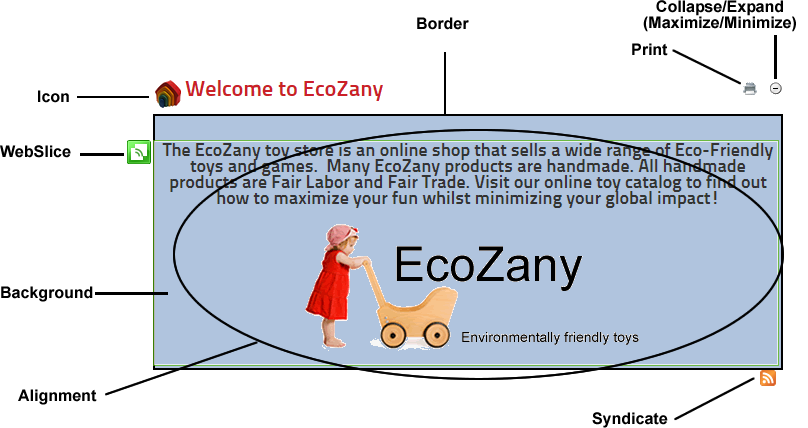 Collapse/Expand
(Maximize/Minimize)
Border
Print
Icon
Welcome to EcoZany
WebSlice
The EcoZany toy store is an online shop that sells a wide range of Eco-Friendly
toys and games.  Many EcoZany products are handmade. All handmade
products are Fair Labor and Fair Trade. Visit our online toy catalog to find out
how to maximize your fun whilst minimizing your global impact!
EcoZany
Background
Environmentally friendly toys
Alignment
Syndicate